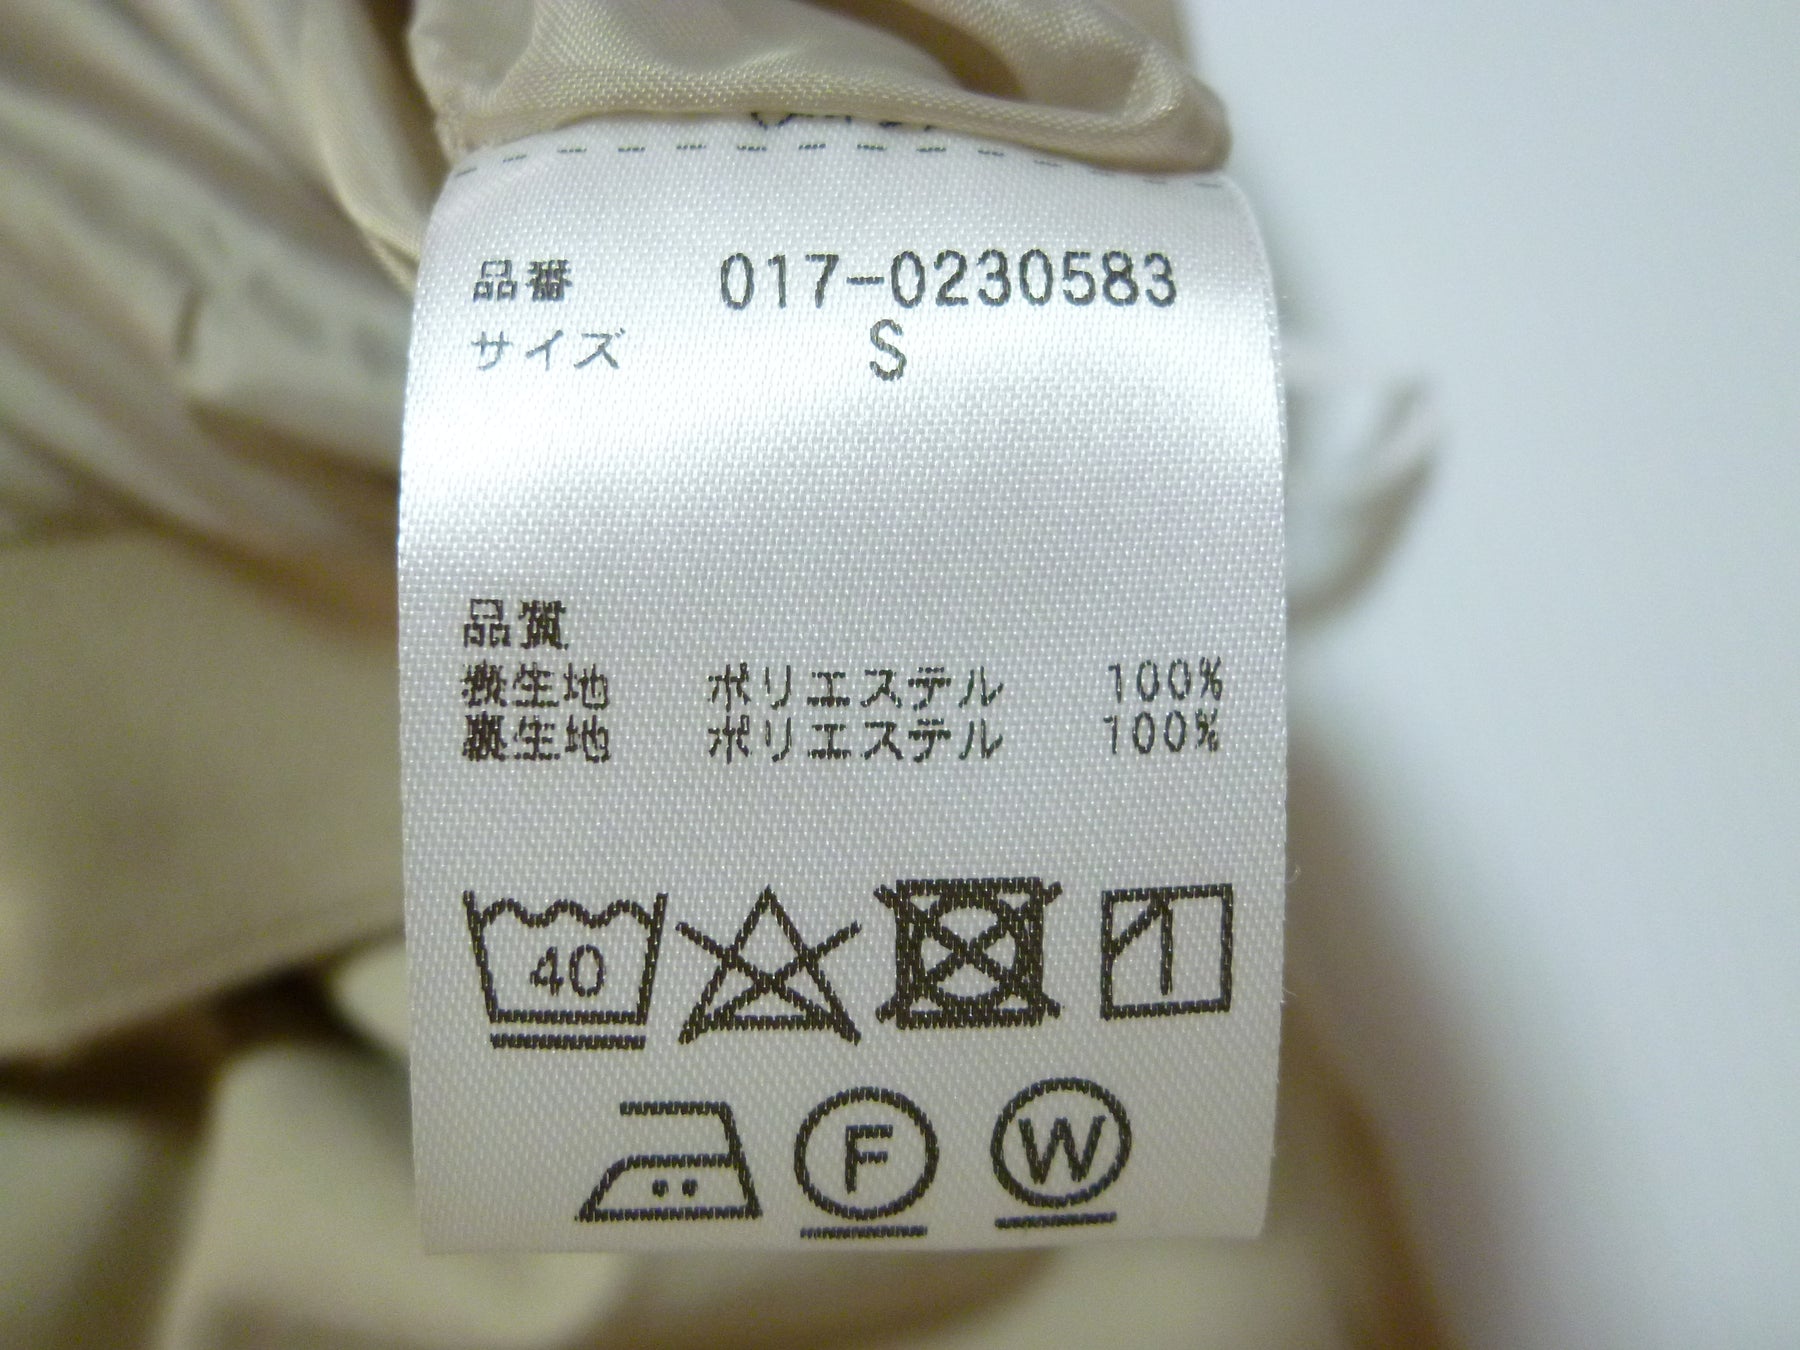 品番 017-0230583
サイズ S
品質
表生地 ポリエステル 100%
裏生地 ポリエステル 100%
40
F W